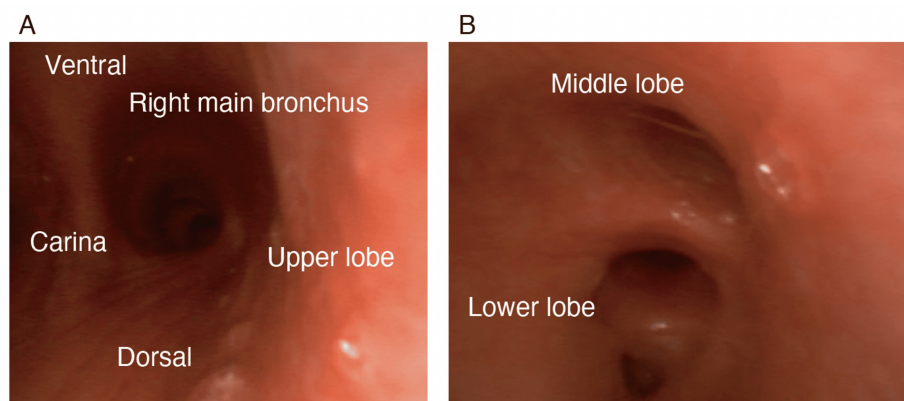 A
Ventral
Right main bronchus
Carina
Upper lobe
Dorsal
B
Middle lobe
Lower lobe